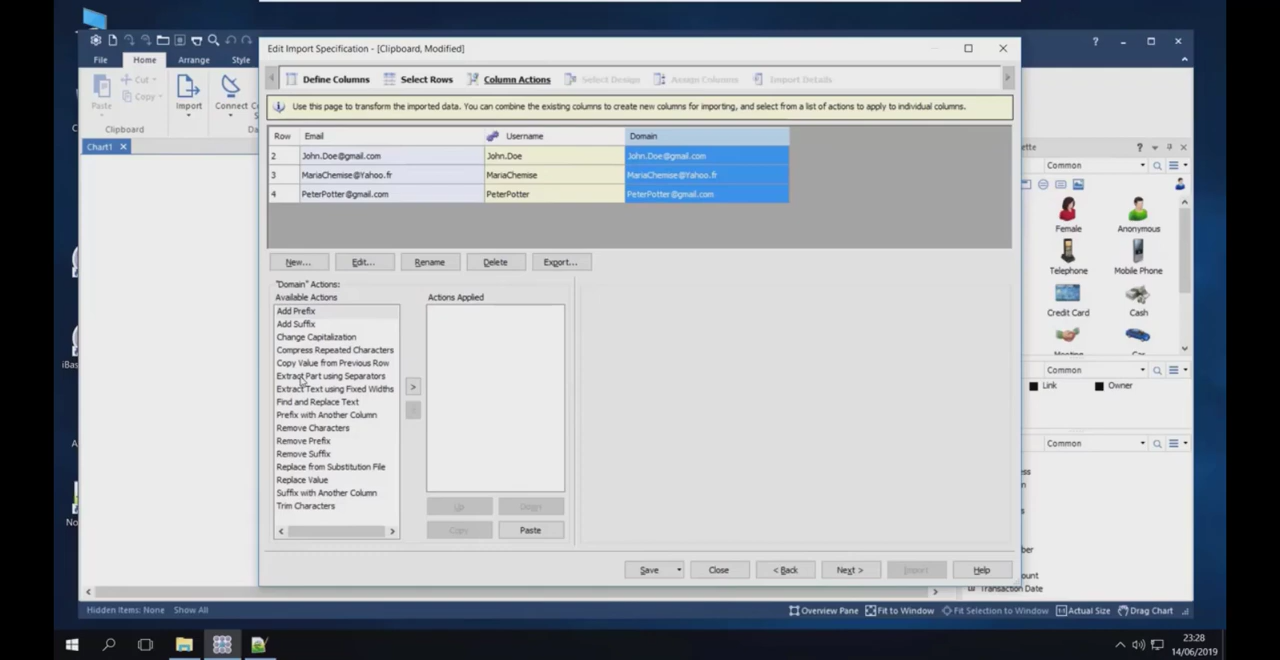 Edit Import Specification - [Clipboard, Modified]
File Home Arrange Style
Define Columns Select Rows Column Actions Select Design Assign Columns Import Details
Paste Cut Copy Import Connect
Clipboard
Use this page to transform the imported data. You can combine the existing columns to create new columns for importing, and select from a list of actions to apply to individual columns.
Chart1
Row Email Username Domain
2 John.Doe@gmail.com John.Doe John.Doe@gmail.com
3 MariaChemise@Yahoo.fr MariaChemise MariaChemise@Yahoo.fr
4 PeterPotter@gmail.com PeterPotter PeterPotter@gmail.com
New... Edit... Rename Delete Export...
"Domain" Actions:
Available Actions Actions Applied
Add Prefix
Add Suffix
Change Capitalization
Compress Repeated Characters
Copy Value from Previous Row
Extract Part using Separators
Extract Text using Fixed Widths
Find and Replace Text
Prefix with Another Column
Remove Characters
Remove Prefix
Remove Suffix
Replace from Substitution File
Replace Value
Suffix with Another Column
Trim Characters
>
Up Down
Copy Paste
Save Close < Back Next > Import Help
Common
Female Anonymous
Telephone Mobile Phone
Credit Card Cash
Common
Link Owner
Common
Transaction Date
Hidden Items: None Show All Overview Pane Fit to Window Fit Selection to Window Actual Size Drag Chart
23:28
14/06/2019